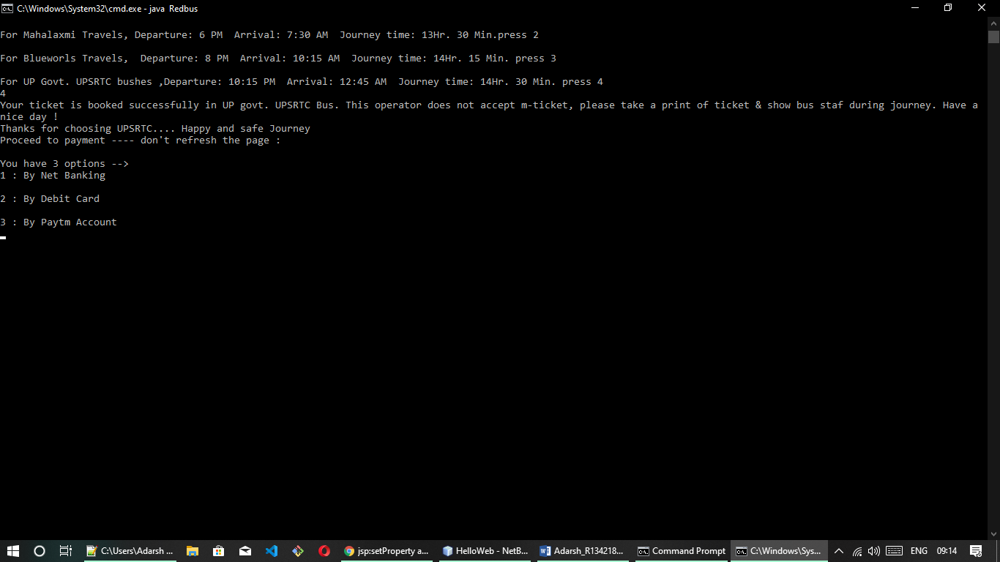 C:\Windows\System32\cmd.exe - java  Redbus
For Mahalaxmi Travels, Departure: 6 PM  Arrival: 7:30 AM  Journey time: 13Hr. 30 Min.press 2
For Blueworls Travels,  Departure: 8 PM  Arrival: 10:15 AM  Journey time: 14Hr. 15 Min. press 3
For UP Govt. UPSRTC bushes ,Departure: 10:15 PM  Arrival: 12:45 AM  Journey time: 14Hr. 30 Min. press 4
4
Your ticket is booked successfully in UP govt. UPSRTC Bus. This operator does not accept m-ticket, please take a print of ticket & show bus staf during journey. Have a
nice day !
Thanks for choosing UPSRTC.... Happy and safe Journey
Proceed to payment ---- don't refresh the page :
You have 3 options -->
1 : By Net Banking
2 : By Debit Card
3 : By Paytm Account
C:\Users\Adarsh ... jsp:setProperty a... HelloWeb - NetB... Adarsh_R134218... Command Prompt C:\Windows\Sys... ENG 09:14